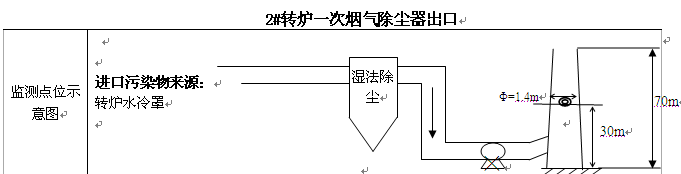 2#转炉一次烟气除尘器出口
监测点位示
意图
进口污染物来源：
转炉水冷罩
湿法除
尘
Φ=1.4m
70m
30m